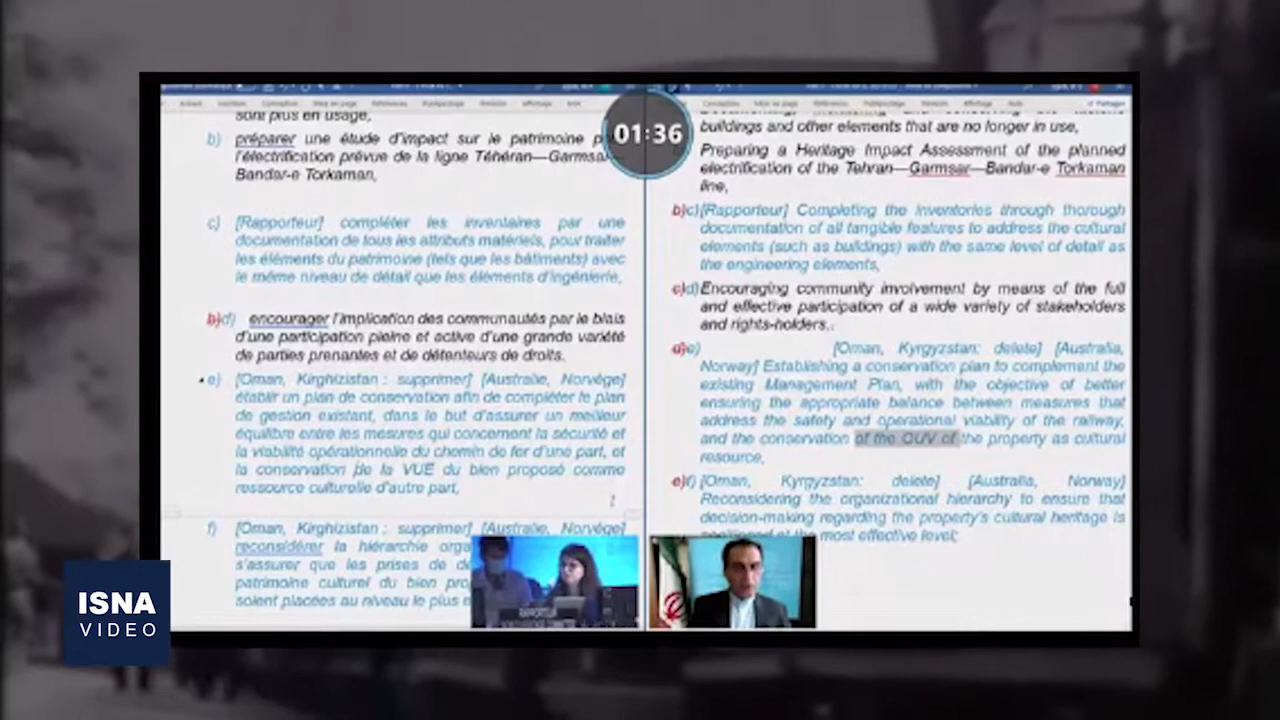 sont plus en usage,
b) préparer une étude d'impact sur le patrimoine
l'électrification prévue de la ligne Téhéran—Garmsar—
Bandar-e Torkaman,
c) [Rapporteur] compléter les inventaires par une
documentation de tous les attributs matériels, pour traiter
les éléments du patrimoine (tels que les bâtiments) avec
le même niveau de détail que les éléments d'ingénierie,
b)d) encourager l'implication des communautés par le biais
d'une participation pleine et active d'une grande variété
de parties prenantes et de détenteurs de droits.
e) [Oman, Kirghizistan : supprimer] [Australie, Norvège]
établir un plan de conservation afin de compléter le plan
de gestion existant, dans le but d'assurer un meilleur
équilibre entre les mesures qui concernent la sécurité et
la viabilité opérationnelle du chemin de fer d'une part, et
la conservation de la VUE du bien proposé comme
ressource culturelle d'autre part,
f) [Oman, Kirghizistan : supprimer] [Australie, Norvège]
reconsidérer la hiérarchie
s'assurer que les prises de
patrimoine culturel du bien
soient placées au niveau le plus
01:36
buildings and other elements that are no longer in use,
Preparing a Heritage Impact Assessment of the planned
electrification of the Tehran—Garmsar—Bandar-e Torkaman
line,
b)c)[Rapporteur] Completing the inventories through thorough
documentation of all tangible features to address the cultural
elements (such as buildings) with the same level of detail as
the engineering elements,
c)d)Encouraging community involvement by means of the full
and effective participation of a wide variety of stakeholders
and rights-holders..
d)e) [Oman, Kyrgyzstan: delete] [Australia,
Norway] Establishing a conservation plan to complement the
existing Management Plan, with the objective of better
ensuring the appropriate balance between measures that
address the safety and operational viability of the railway,
and the conservation of the OUV of the property as cultural
resource,
e)f)[Oman, Kyrgyzstan: delete] [Australia, Norway]
Reconsidering the organizational hierarchy to ensure that
decision-making regarding the property's cultural heritage is
at the most effective level;
RAPPORTEUR
ISNA
VIDEO